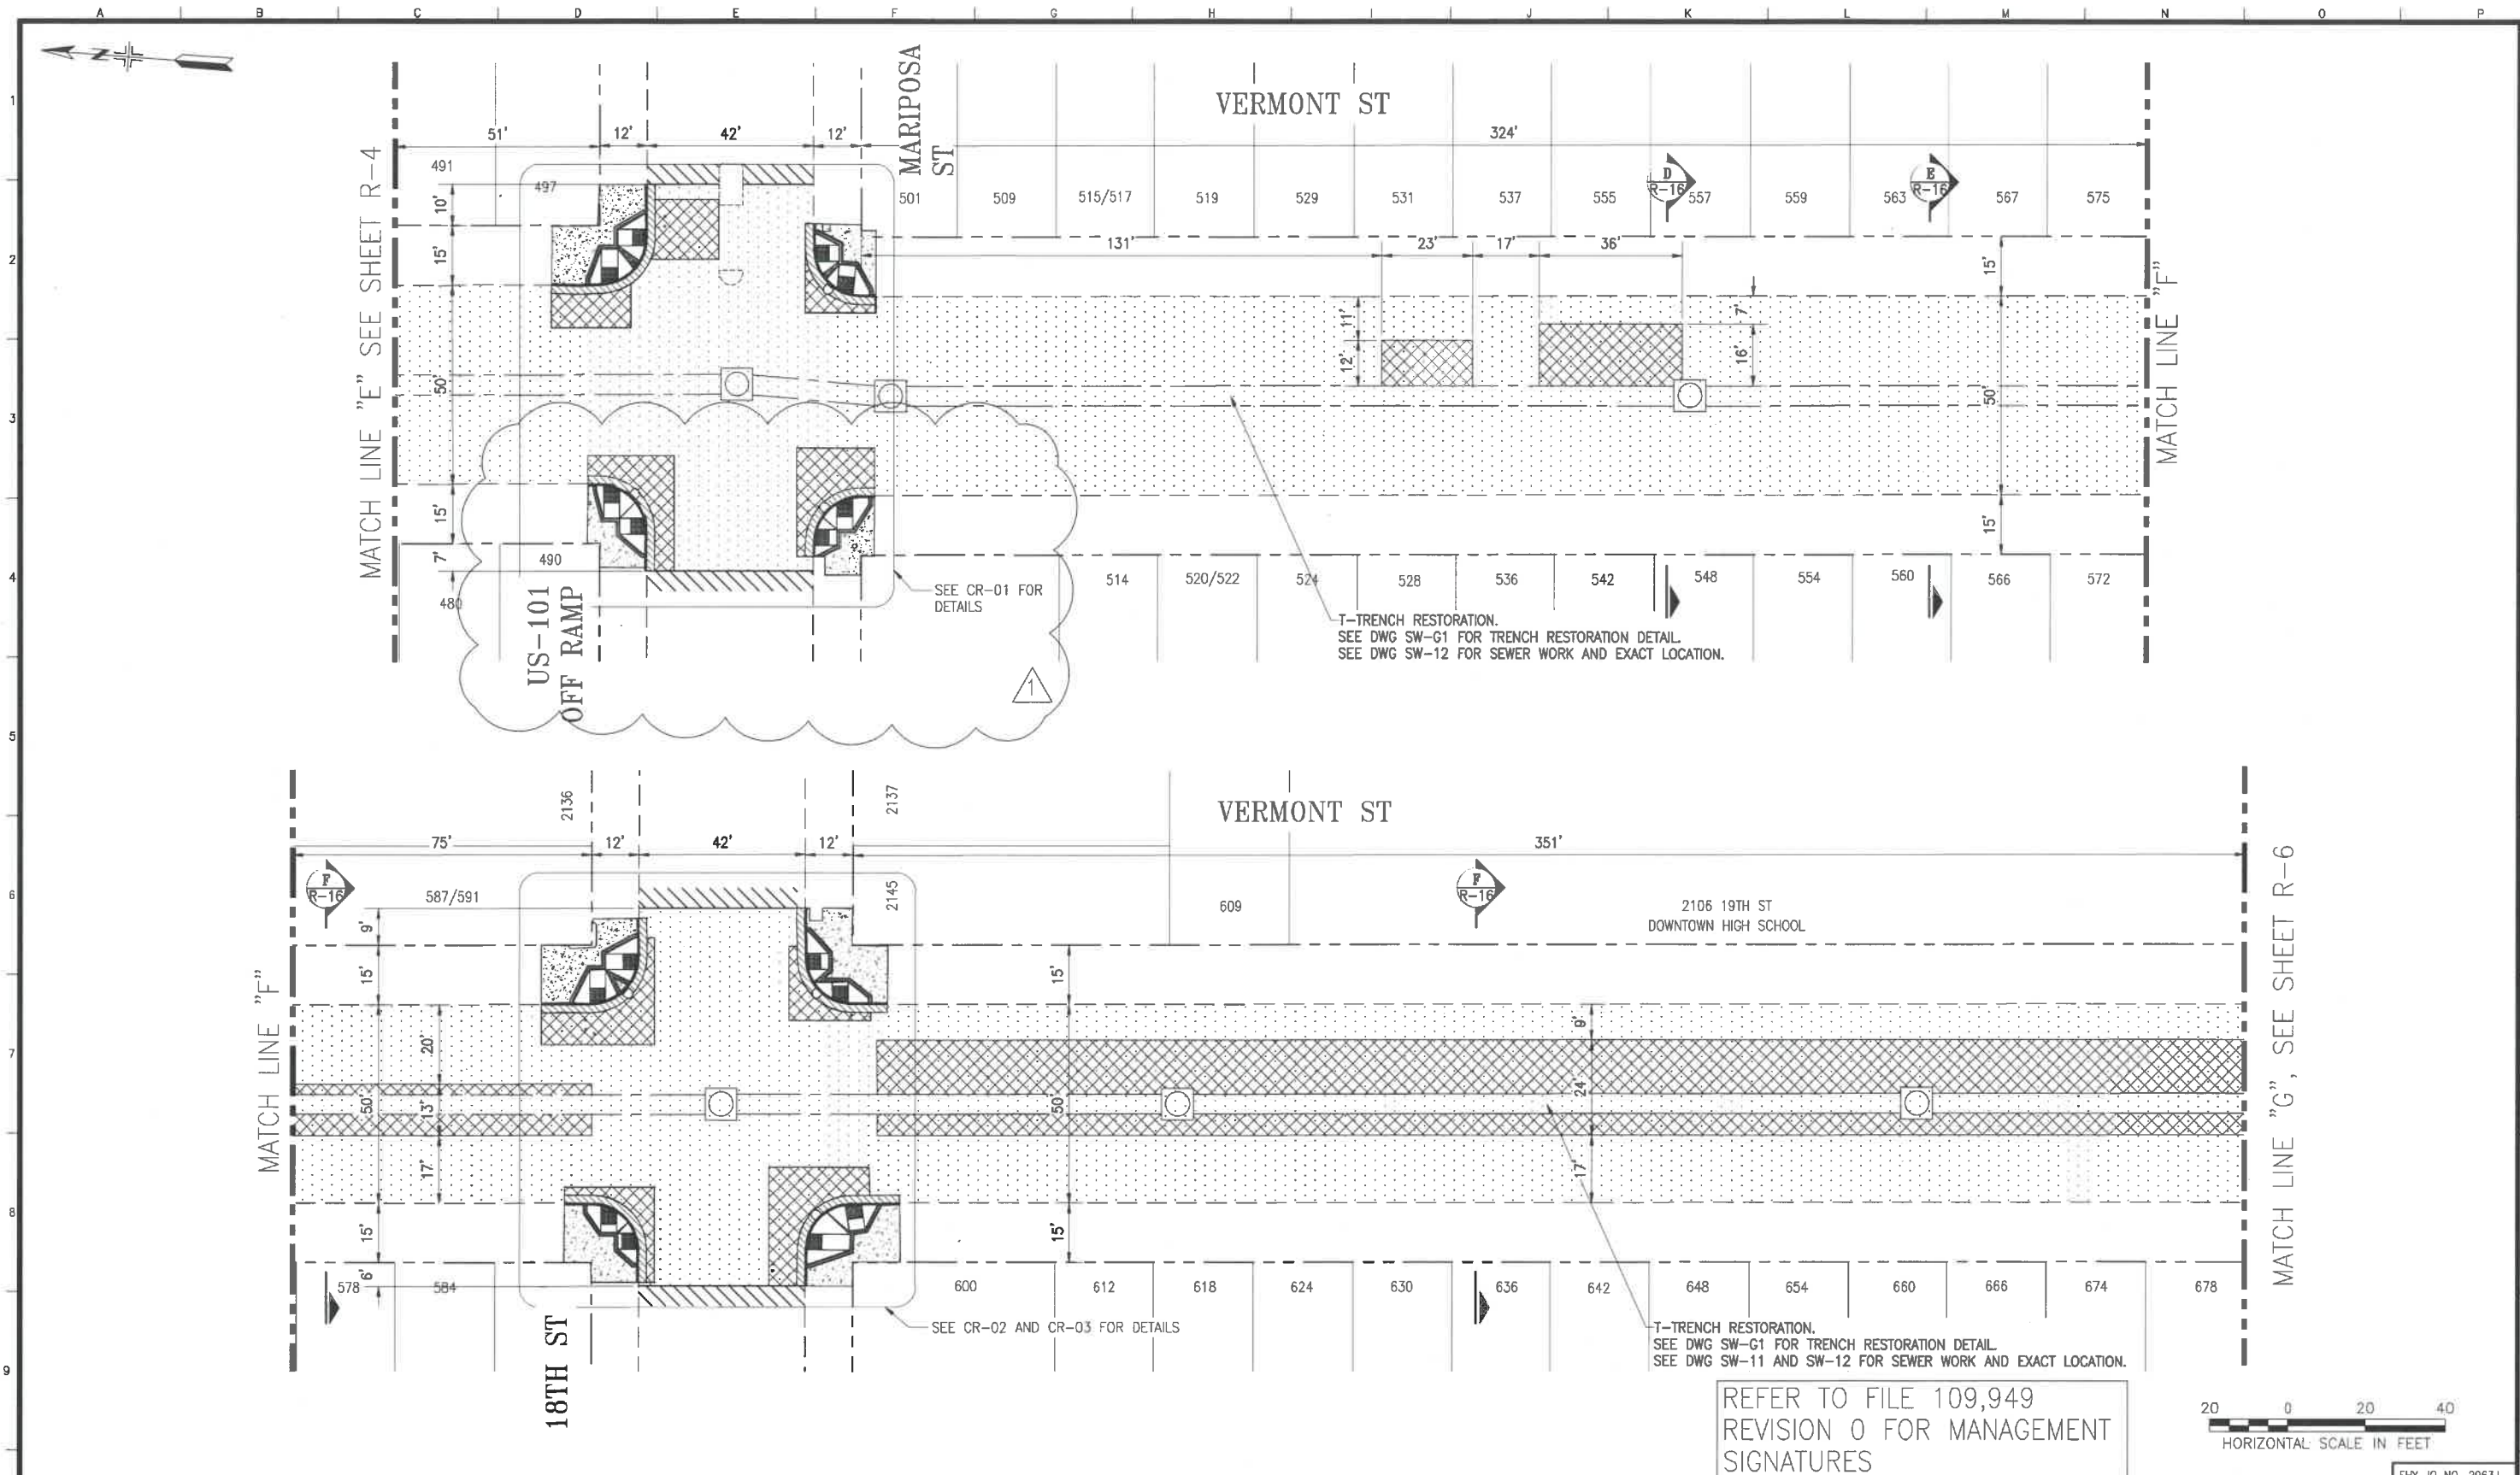 A B C D E F G H I J K L M N O P
1
2
3
4
5
6
7
8
9
N
MATCH LINE "E" SEE SHEET R-4
51'
12'
42'
12'
MARIPOSA
ST
VERMONT ST
324'
491
497
10'
15'
50'
15'
7'
490
480
501
509
515/517
519
529
531
537
555
D
R-16
557
559
563
E
R-16
567
575
131'
23'
17'
36'
11'
12'
7'
16'
15'
50'
15'
MATCH LINE "F"
514
520/522
524
528
536
542
548
554
560
566
572
SEE CR-01 FOR
DETAILS
US-101
OFF RAMP
1
T-TRENCH RESTORATION.
SEE DWG SW-G1 FOR TRENCH RESTORATION DETAIL.
SEE DWG SW-12 FOR SEWER WORK AND EXACT LOCATION.
MATCH LINE "F"
2136
2137
VERMONT ST
75'
12'
42'
12'
351'
F
R-16
587/591
2145
609
F
R-16
2106 19TH ST
DOWNTOWN HIGH SCHOOL
9'
15'
20'
50'
13'
17'
15'
6'
15'
50'
15'
9'
24'
17'
MATCH LINE "G", SEE SHEET R-6
578
584
600
612
618
624
630
636
642
648
654
660
666
674
678
18TH ST
SEE CR-02 AND CR-03 FOR DETAILS
T-TRENCH RESTORATION.
SEE DWG SW-G1 FOR TRENCH RESTORATION DETAIL.
SEE DWG SW-11 AND SW-12 FOR SEWER WORK AND EXACT LOCATION.
REFER TO FILE 109,949
REVISION 0 FOR MANAGEMENT
SIGNATURES
20 0 20 40
HORIZONTAL SCALE IN FEET